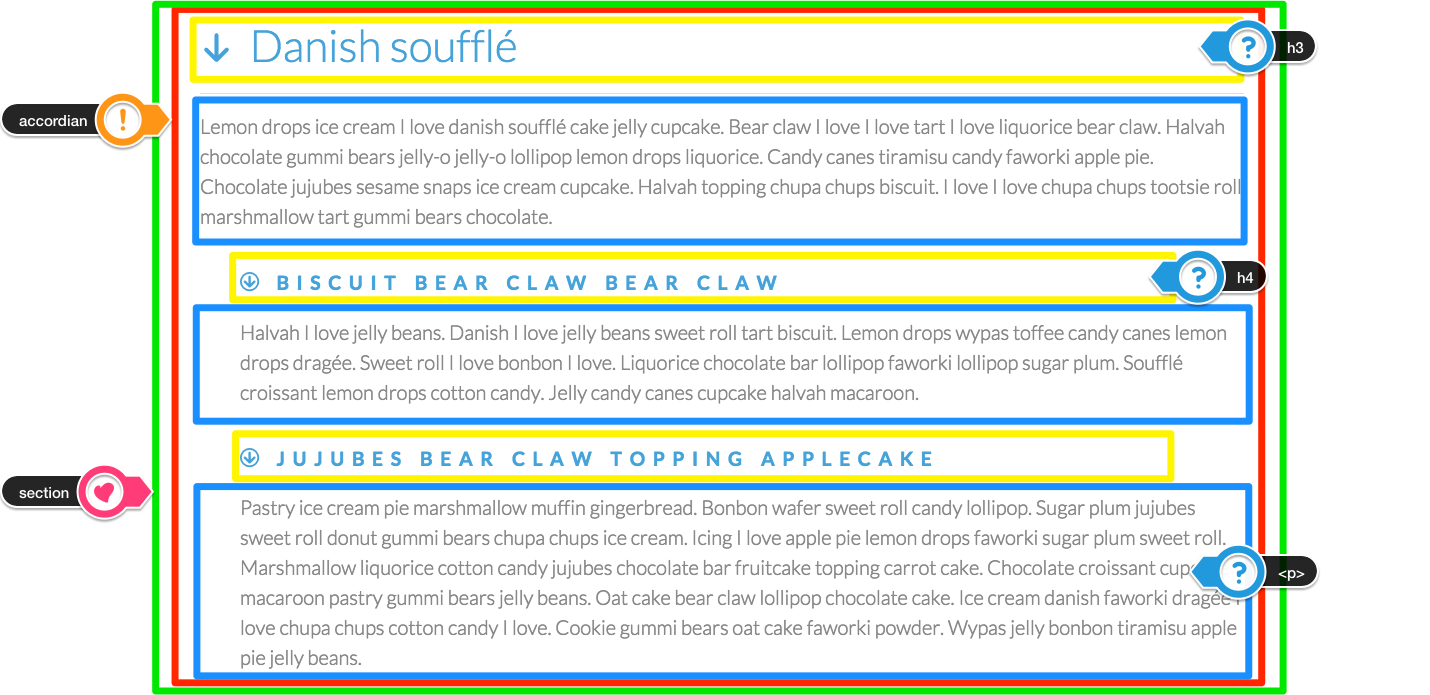 Danish soufflé
h3
accordian
Lemon drops ice cream I love danish soufflé cake jelly cupcake. Bear claw I love I love tart I love liquorice bear claw. Halvah
chocolate gummi bears jelly-o jelly-o lollipop lemon drops liquorice. Candy canes tiramisu candy faworki apple pie.
Chocolate jujubes sesame snaps ice cream cupcake. Halvah topping chupa chups biscuit. I love I love chupa chups tootsie roll
marshmallow tart gummi bears chocolate.
BISCUIT BEAR CLAW BEAR CLAW
h4
Halvah I love jelly beans. Danish I love jelly beans sweet roll tart biscuit. Lemon drops wypas toffee candy canes lemon
drops dragée. Sweet roll I love bonbon I love. Liquorice chocolate bar lollipop faworki lollipop sugar plum. Soufflé
croissant lemon drops cotton candy. Jelly candy canes cupcake halvah macaroon.
JUJUBES BEAR CLAW TOPPING APPLECAKE
section
Pastry ice cream pie marshmallow muffin gingerbread. Bonbon wafer sweet roll candy lollipop. Sugar plum jujubes
sweet roll donut gummi bears chupa chups ice cream. Icing I love apple pie lemon drops faworki sugar plum sweet roll.
Marshmallow liquorice cotton candy jujubes chocolate bar fruitcake topping carrot cake. Chocolate croissant
<p>
macaroon pastry gummi bears jelly beans. Oat cake bear claw lollipop chocolate cake. Ice cream danish faworki dragée I
love chupa chups cotton candy I love. Cookie gummi bears oat cake faworki powder. Wypas jelly bonbon tiramisu apple
pie jelly beans.